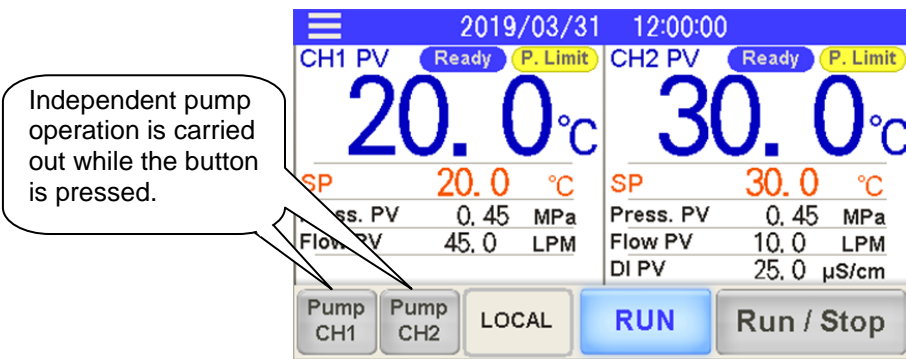 2019/03/31 12:00:00
Independent pump
operation is carried
out while the button
is pressed.
CH1 PV Ready P. Limit
20.0 °C
SP 20.0 °C
Press. PV 0.45 MPa
Flow PV 45.0 LPM
CH2 PV Ready P. Limit
30.0 °C
SP 30.0 °C
Press. PV 0.45 MPa
Flow PV 10.0 LPM
DI PV 25.0 µS/cm
Pump
CH1
Pump
CH2
LOCAL
RUN
Run / Stop